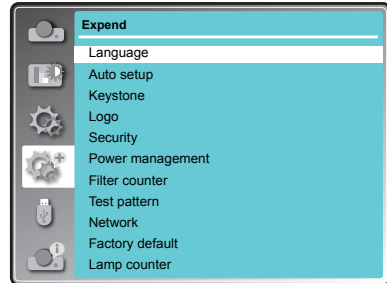 Expend
Language
Auto setup
Keystone
Logo
Security
Power management
Filter counter
Test pattern
Network
Factory default
Lamp counter